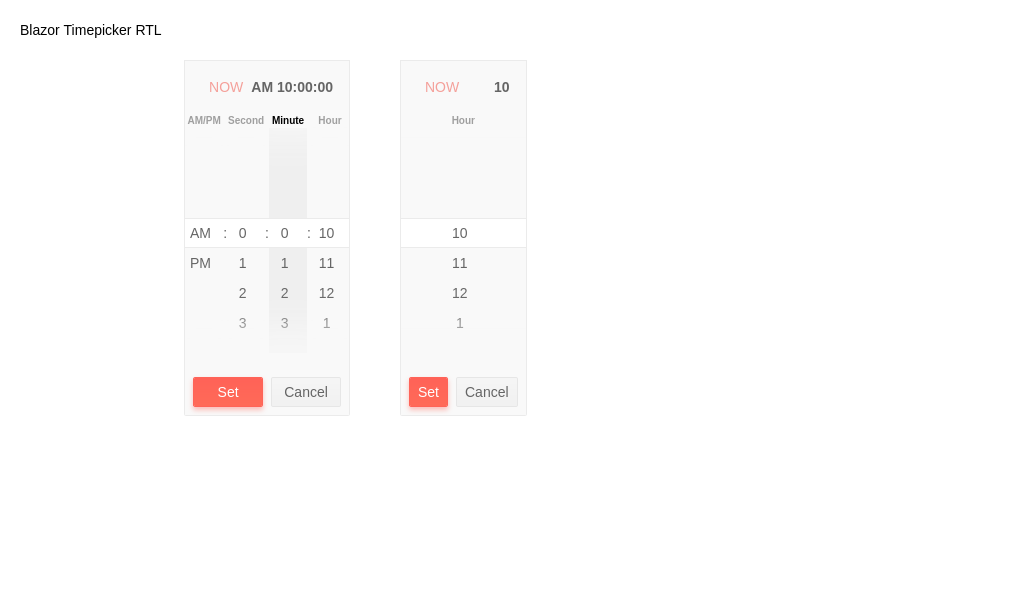 Blazor Timepicker RTL
NOW AM 10:00:00
AM/PM Second Minute Hour
AM : 0 : 0 : 10
PM 1 1 11
2 2 12
3 3 1
Set Cancel
NOW 10
Hour
10
11
12
1
Set Cancel